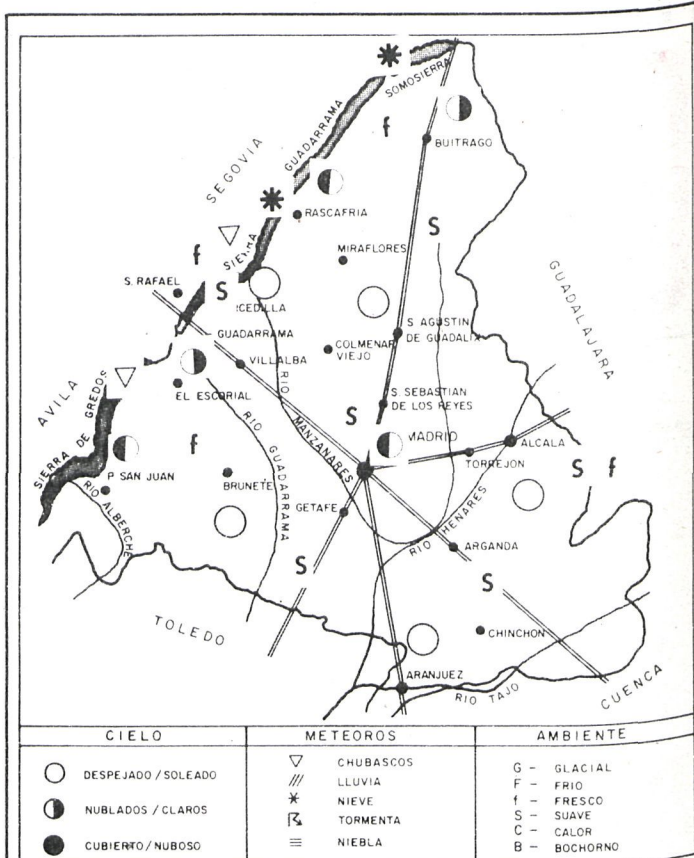 SOMOSIERRA
GUADARRAMA
SEGOVIA
BUITRAGO
f
RASCAFRIA
SIERRA
S
MIRAFLORES
f
S. RAFAEL
S
CEDILLA
GUADALAJARA
GUADARRAMA
S. AGUSTIN
DE GUADALIX
COLMENAR
VIEJO
VILLALBA
AVILA
SIERRA DE GREDOS
EL ESCORIAL
RIO MANZANARES
S. SEBASTIAN
DE LOS REYES
S
MADRID
ALCALA
RIO GUADARRAMA
f
TORREJON
S f
P. SAN JUAN
BRUNETE
RIO ALBERCHE
GETAFE
RIO HENARES
ARGANDA
S
S
TOLEDO
CHINCHON
ARANJUEZ
RIO TAJO
CUENCA
CIELO
DESPEJADO / SOLEADO
NUBLADOS / CLAROS
CUBIERTO / NUBOSO
METEOROS
CHUBASCOS
LLUVIA
NIEVE
TORMENTA
NIEBLA
AMBIENTE
G - GLACIAL
F - FRIO
f - FRESCO
S - SUAVE
C - CALOR
B - BOCHORNO